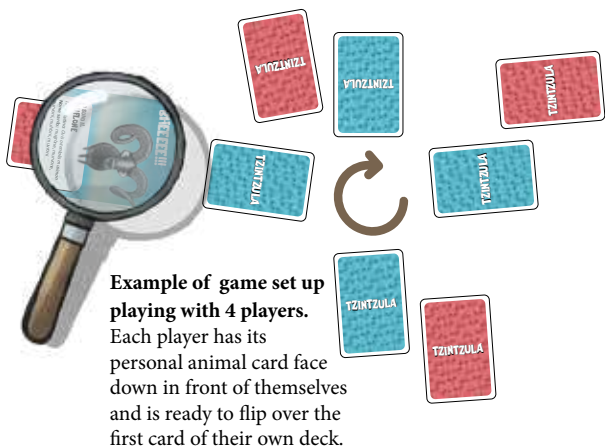 TZINTZULA
TZINTZULA
TZINTZULA
TZINTZULA
TZINTZULA
TZINTZULA
TZINTZULA
Example of game set up
playing with 4 players.
Each player has its
personal animal card face
down in front of themselves
and is ready to flip over the
first card of their own deck.